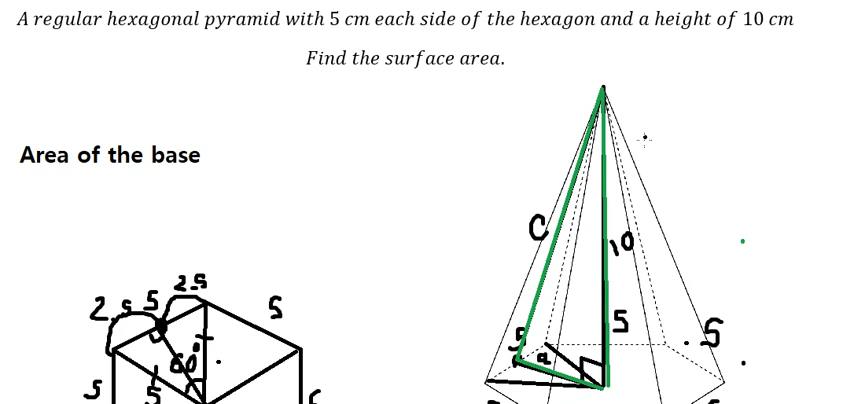 A regular hexagonal pyramid with 5 cm each side of the hexagon and a height of 10 cm
Find the surface area.
Area of the base
C
10
2.5
2.5
5
5
5
5
5
a
60°
5
5